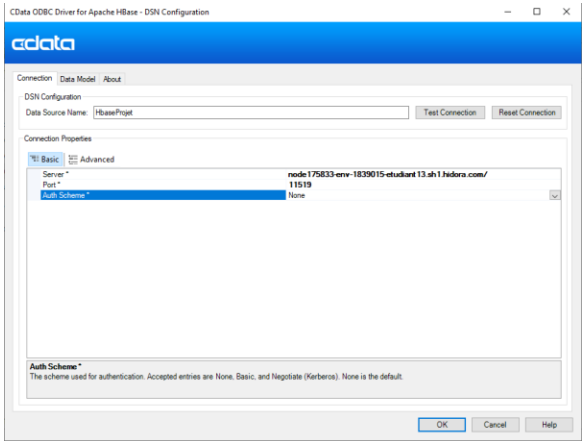 CData ODBC Driver for Apache HBase - DSN Configuration
cdata
Connection Data Model About
DSN Configuration
Data Source Name: HbaseProjet Test Connection Reset Connection
Connection Properties
Basic Advanced
Server * node175833-env-1839015-etudiant13.sh1.hidora.com/
Port * 11519
Auth Scheme * None
Auth Scheme *
The scheme used for authentication. Accepted entries are None, Basic, and Negotiate (Kerberos). None is the default.
OK Cancel Help